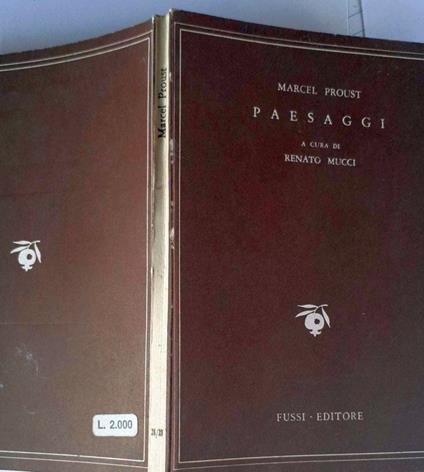 MARCEL PROUST
PAESAGGI
A CURA DI
RENATO MUCCI
FUSSI - EDITORE
Marcel Proust
L. 2.000